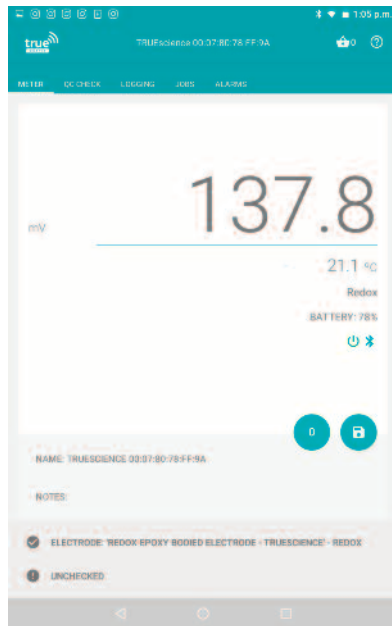 1:05 p.m.
true
TRUEscience 00:07:80:78:FF:9A
0
METER QC CHECK LOGGING JOBS ALARMS
137.8
mV
21.1 ºC
Redox
BATTERY: 78%
0
NAME: TRUESCIENCE 00:07:80:78:FF:9A
NOTES:
ELECTRODE: 'REDOX EPOXY BODIED ELECTRODE - TRUESCIENCE' - REDOX
UNCHECKED